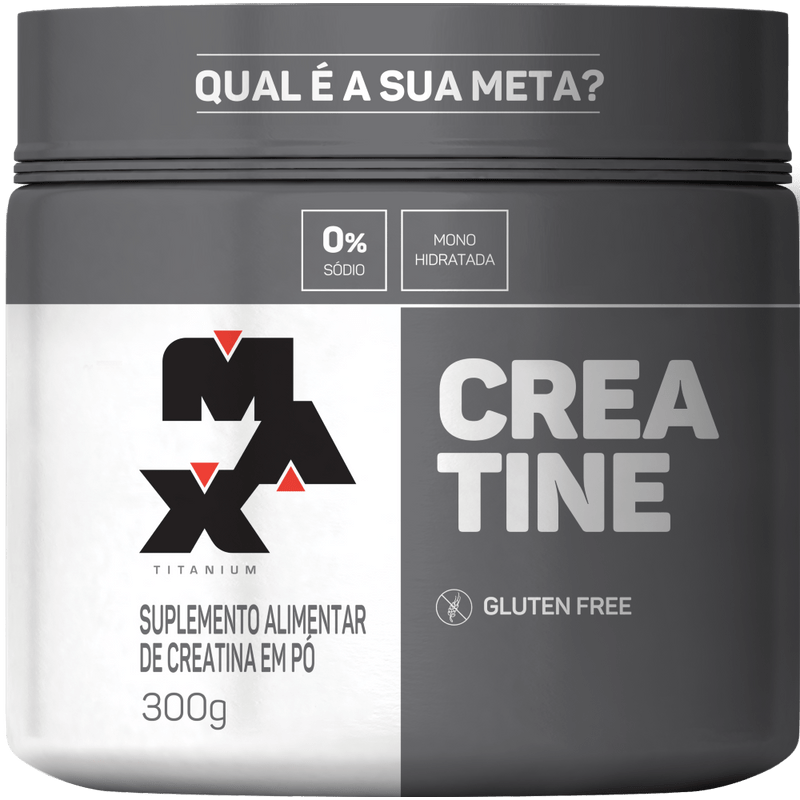 QUAL É A SUA META?
0%
SÓDIO
MONO
HIDRATADA
MAX
TITANIUM
SUPLEMENTO ALIMENTAR
DE CREATINA EM PÓ
300g
CREA
TINE
GLUTEN FREE